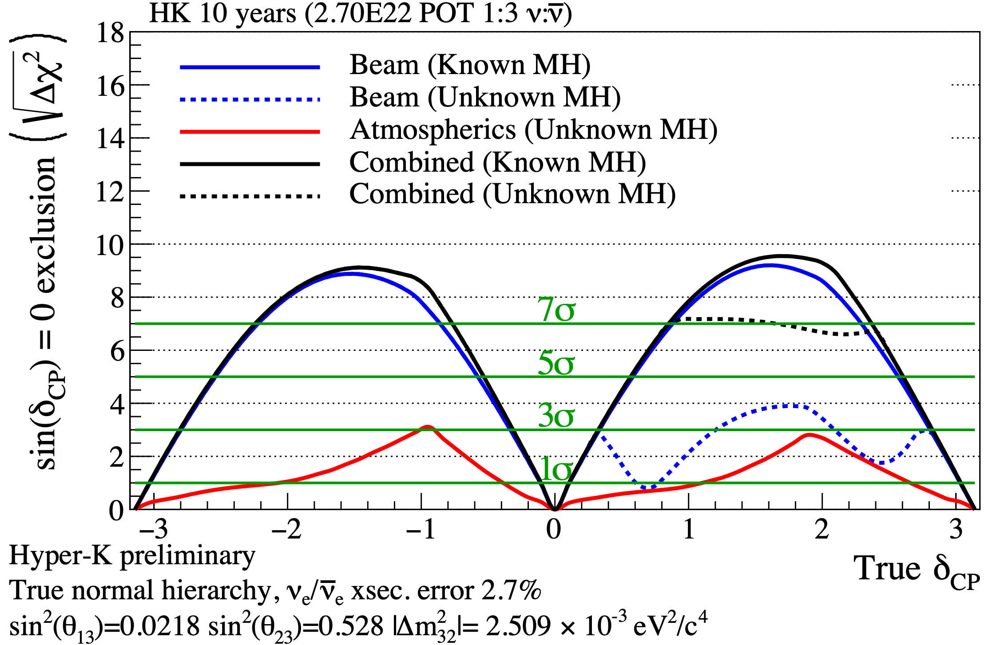 HK 10 years (2.70E22 POT 1:3 ν:ν̅)
sin(δCP) = 0 exclusion (√Δχ²)
18
16
14
12
10
8
6
4
2
0
Beam (Known MH)
Beam (Unknown MH)
Atmospherics (Unknown MH)
Combined (Known MH)
Combined (Unknown MH)
7σ
5σ
3σ
1σ
−3 −2 −1 0 1 2 3
True δCP
Hyper-K preliminary
True normal hierarchy, νe/ν̅e xsec. error 2.7%
sin²(θ13)=0.0218 sin²(θ23)=0.528 |Δm²32|= 2.509 × 10⁻³ eV²/c⁴